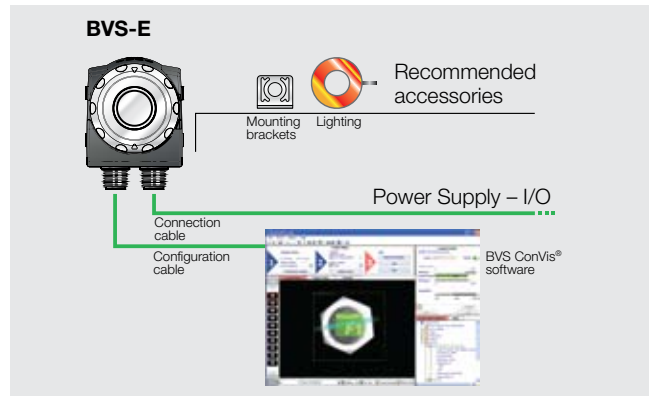 BVS-E
Recommended
accessories
Mounting
brackets
Lighting
Power Supply – I/O
Connection
cable
Configuration
cable
BVS ConVis®
software